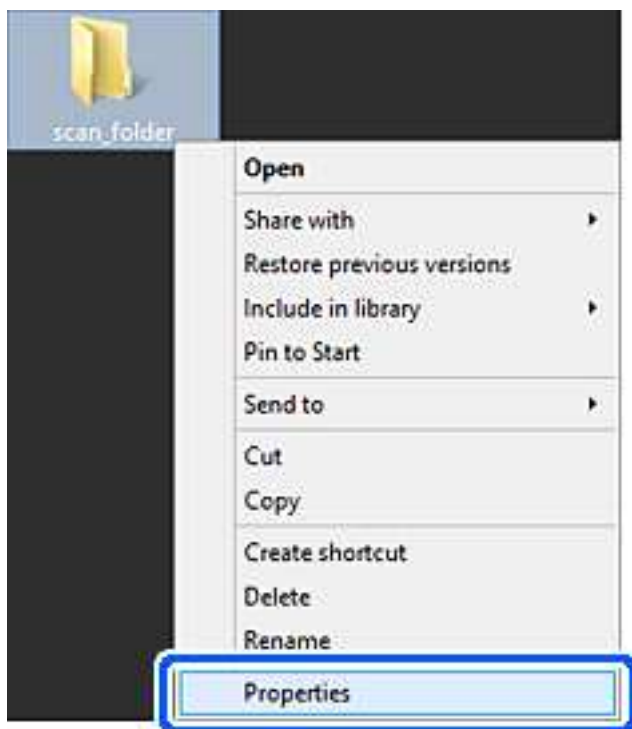 scan_folder
Open
Share with
Restore previous versions
Include in library
Pin to Start
Send to
Cut
Copy
Create shortcut
Delete
Rename
Properties